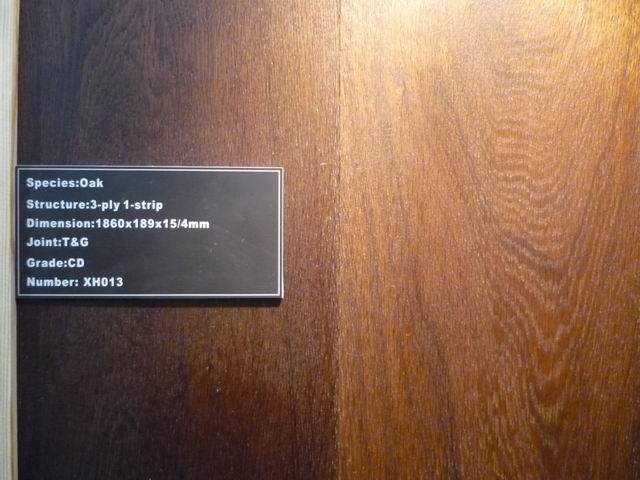 Species:Oak
Structure:3-ply 1-strip
Dimension:1860x189x15/4mm
Joint:T&G
Grade:CD
Number: XH013